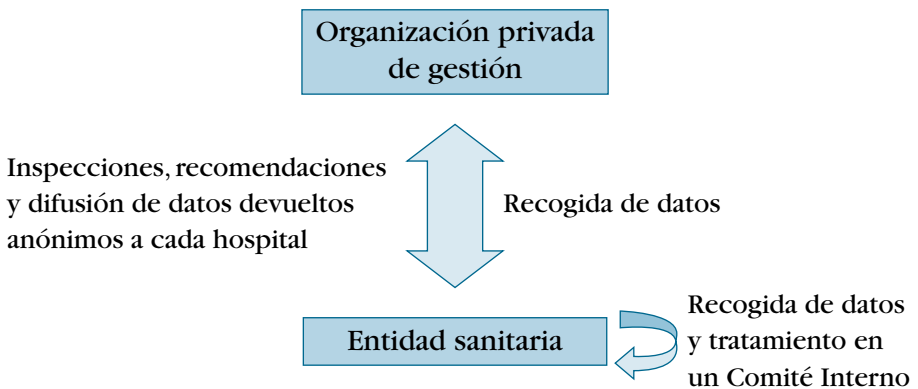 Organización privada
de gestión
Inspecciones, recomendaciones
y difusión de datos devueltos
anónimos a cada hospital
Recogida de datos
Entidad sanitaria
Recogida de datos
y tratamiento en
un Comité Interno